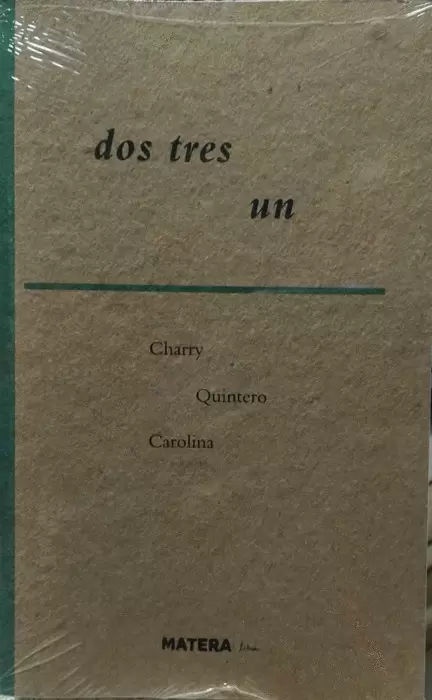 dos tres
un
Charry
Quintero
Carolina
MATERA